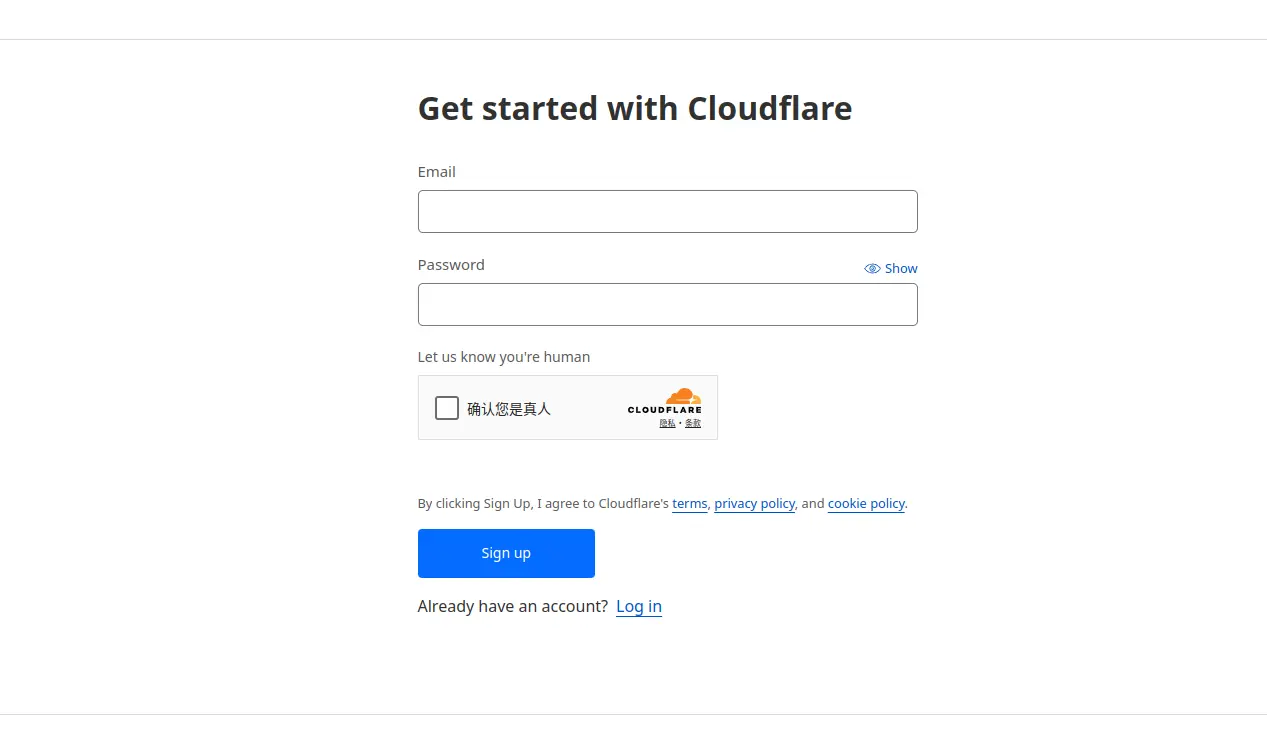 Get started with Cloudflare
Email
Password
Show
Let us know you're human
确认您是真人
CLOUDFLARE
隐私 • 条款
By clicking Sign Up, I agree to Cloudflare's terms, privacy policy, and cookie policy.
Sign up
Already have an account? Log in